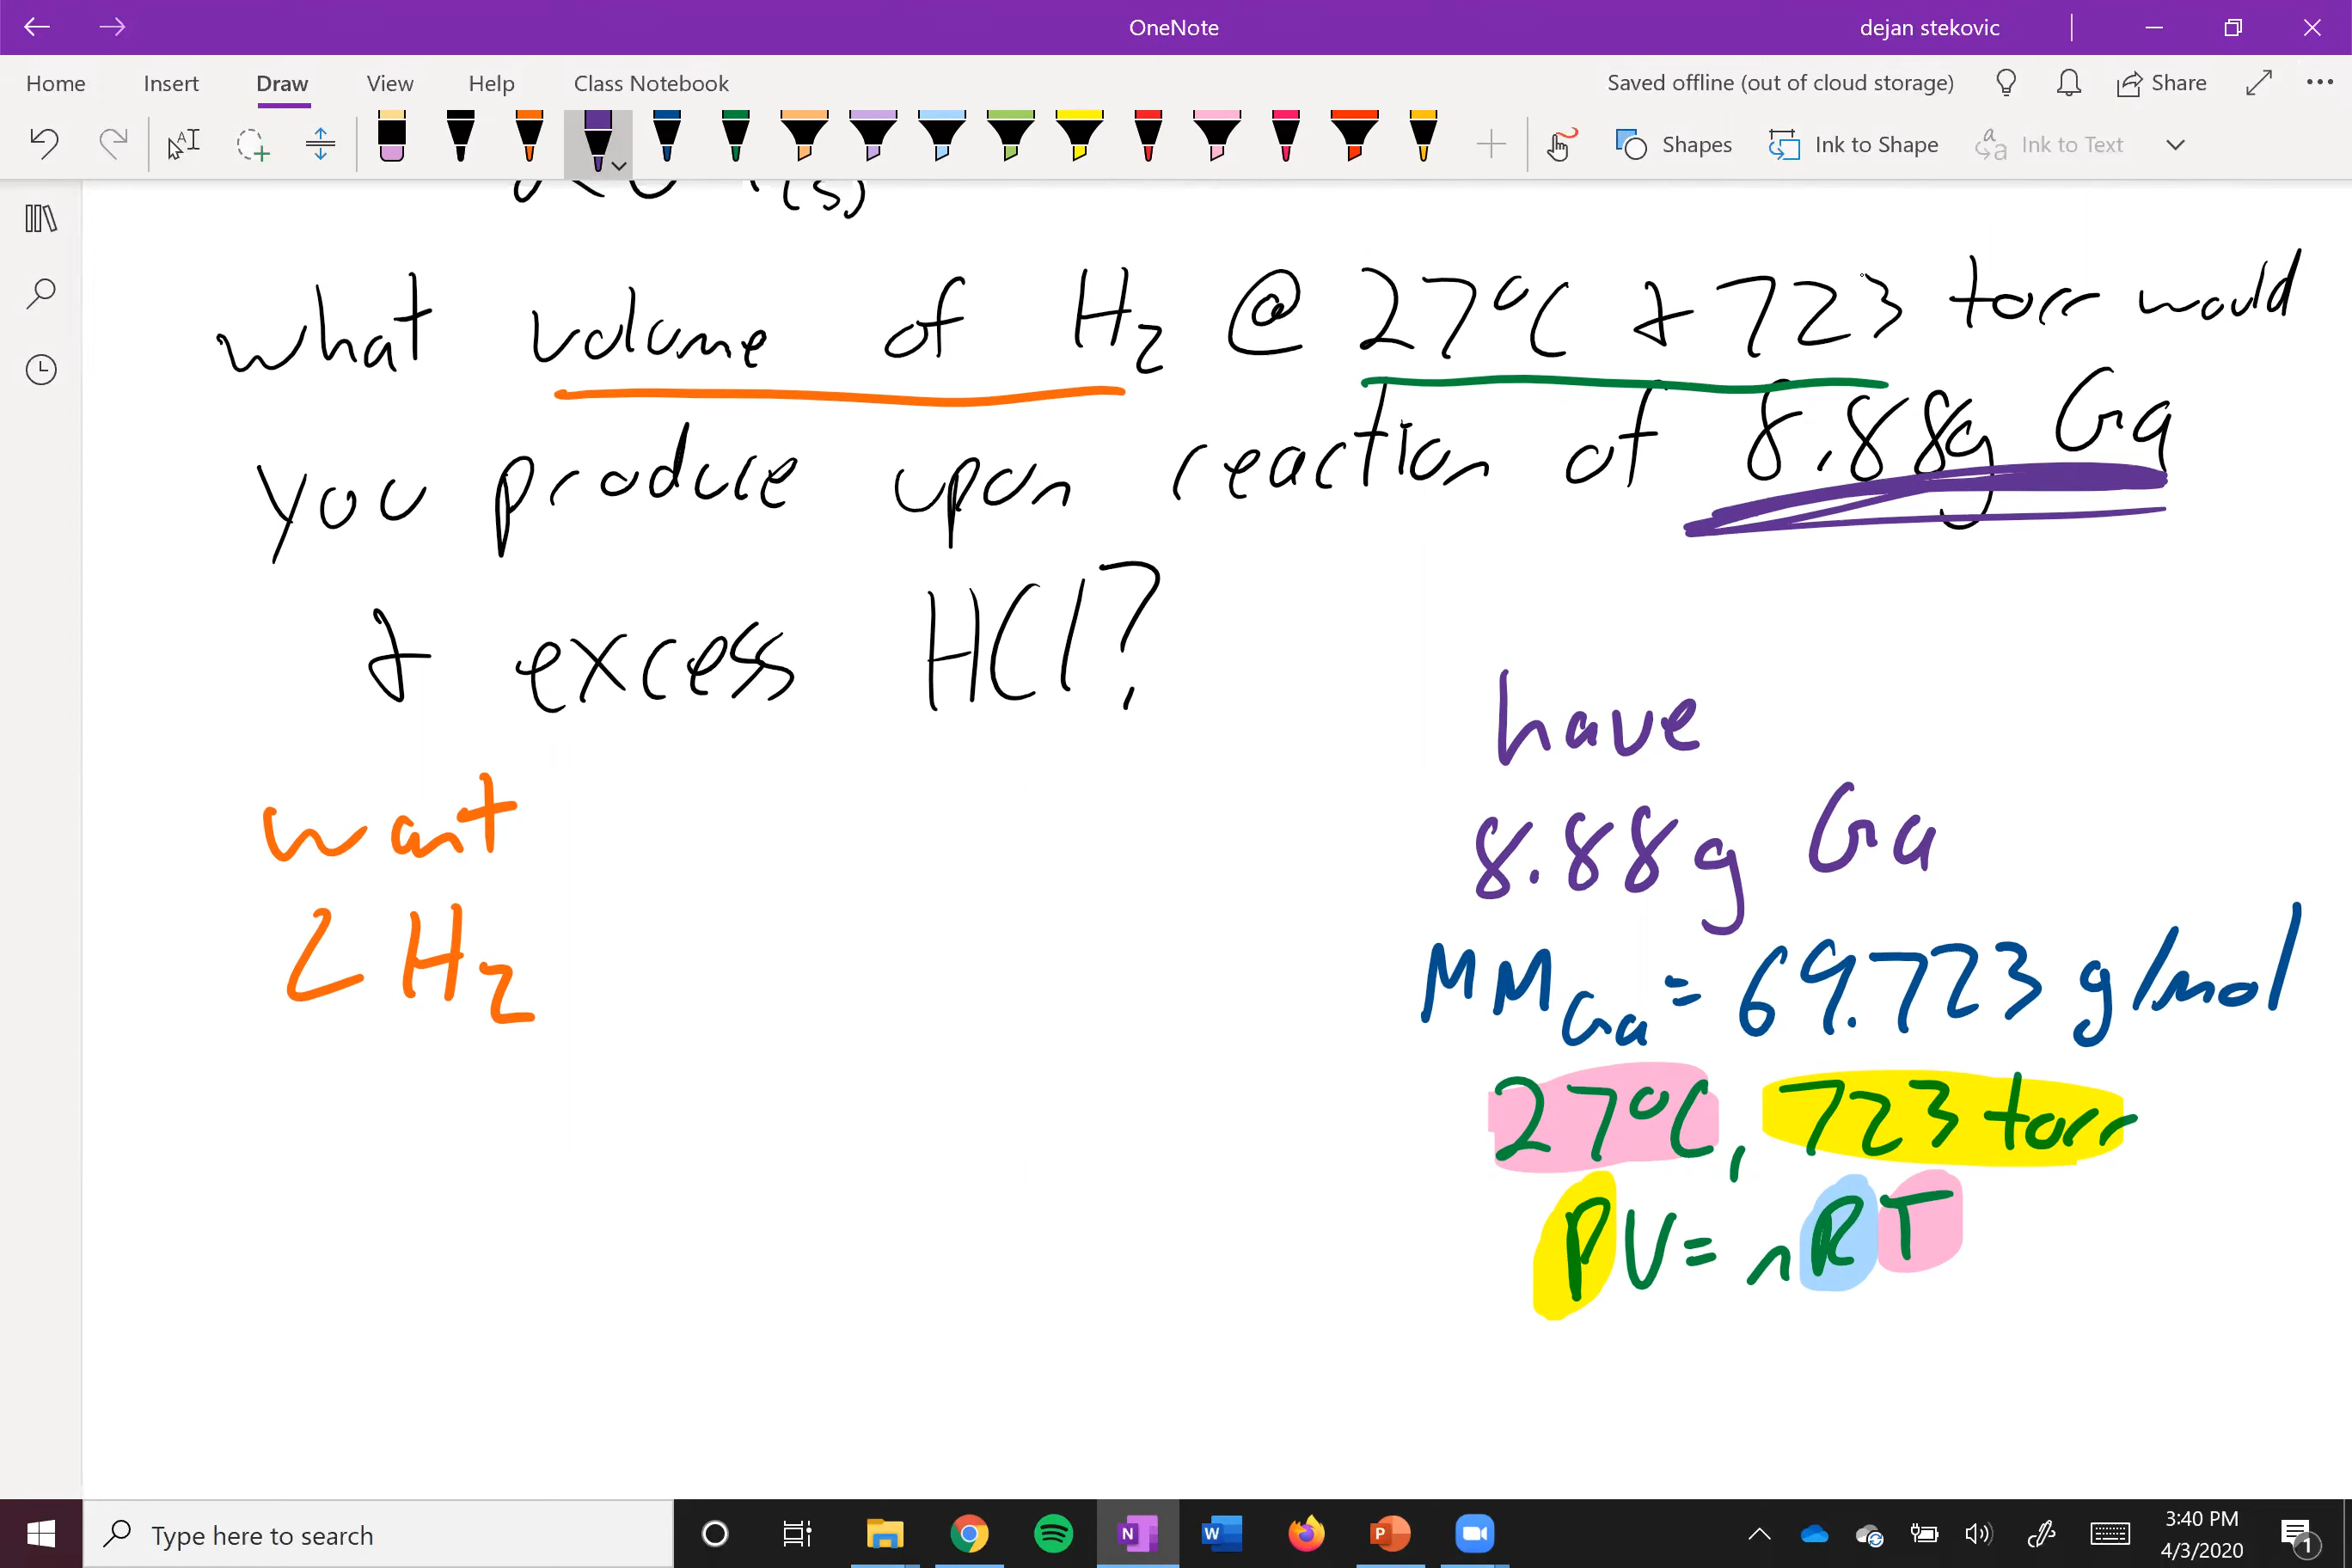 OneNote
dejan stekovic
Home Insert Draw View Help Class Notebook
Saved offline (out of cloud storage) Share
Shapes Ink to Shape Ink to Text
(s)
what volume of H₂ @ 27°C & 723 torr would
you produce upon reaction of 8.88g Ga
& excess HCl?
have
8.88g Ga
want
L H₂
MM Ga = 69.723 g/mol
27°C, 723 torr
PV = nRT
Type here to search
3:40 PM
4/3/2020
1